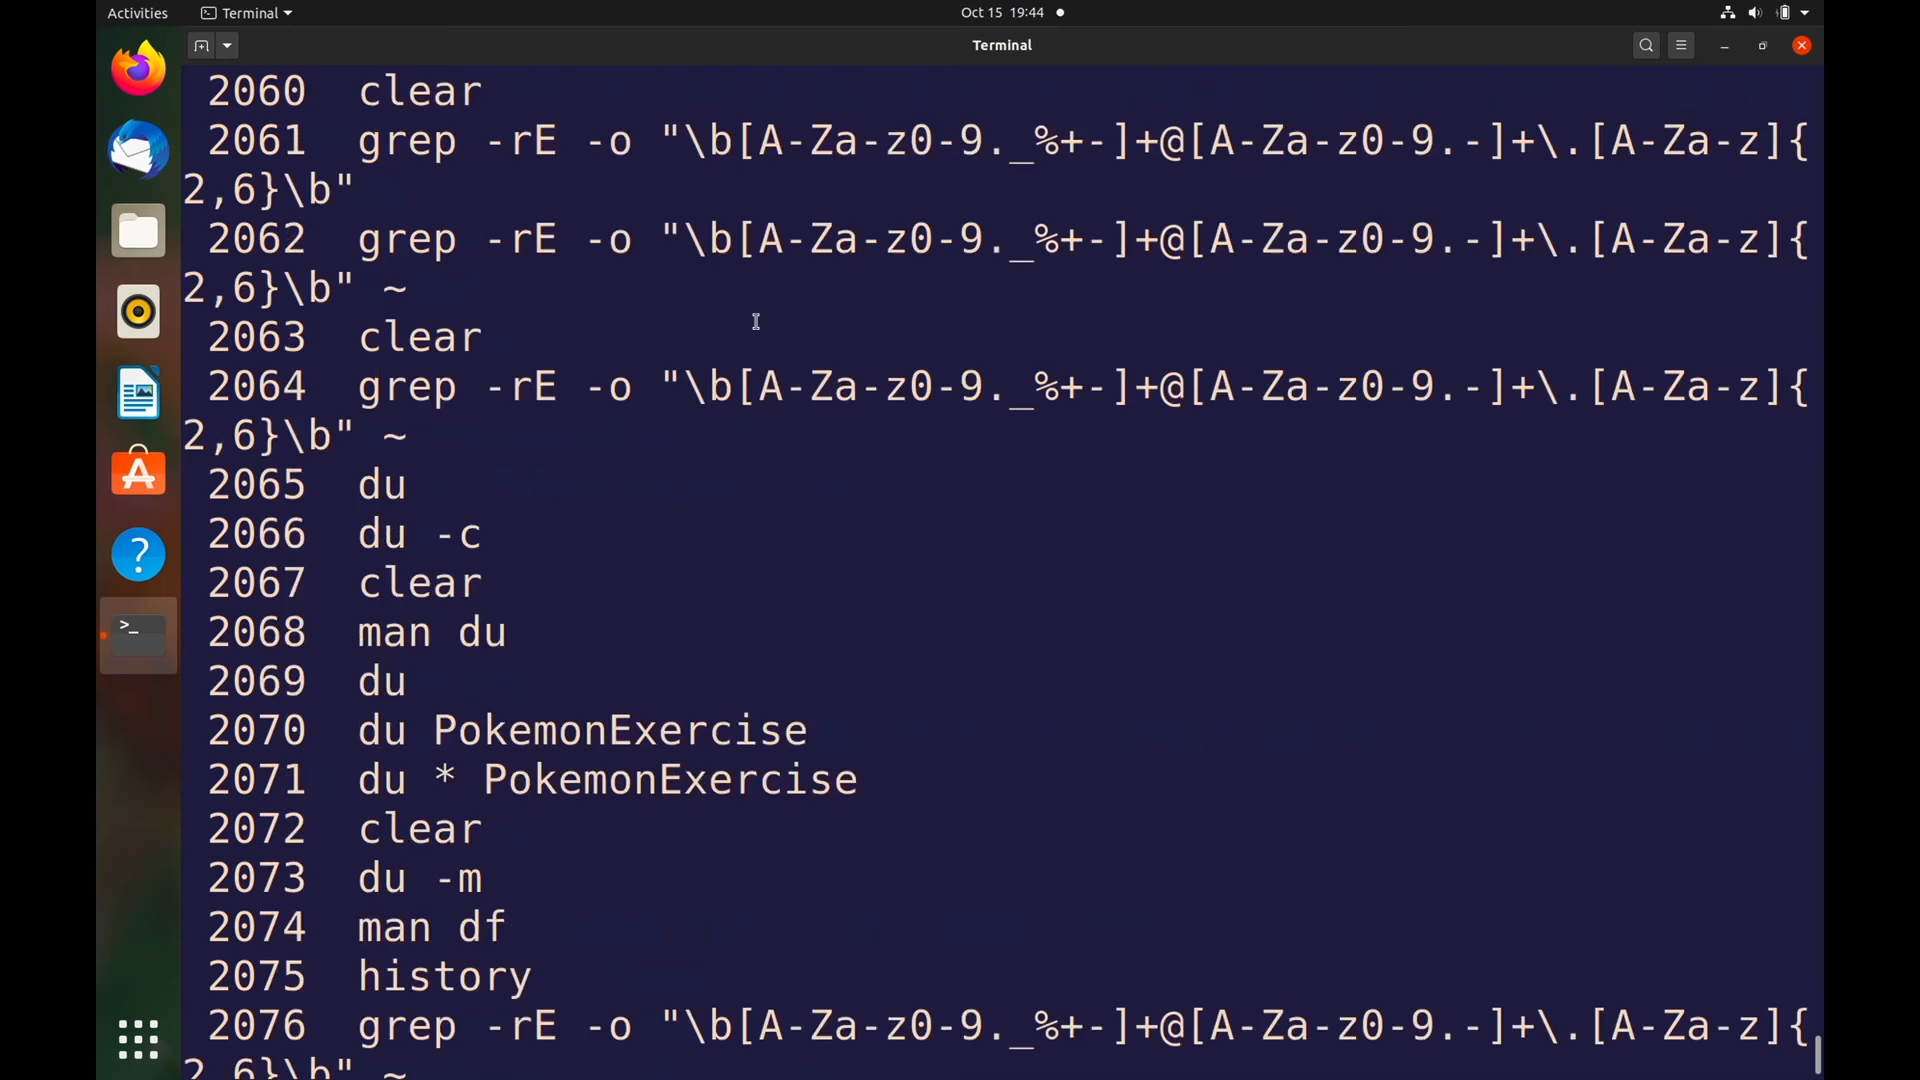 Activities
Terminal
Oct 15 19:44
Terminal
2060 clear
2061 grep -rE -o "\b[A-Za-z0-9._%+-]+@[A-Za-z0-9.-]+\.[A-Za-z]{
2,6}\b"
2062 grep -rE -o "\b[A-Za-z0-9._%+-]+@[A-Za-z0-9.-]+\.[A-Za-z]{
2,6}\b" ~
2063 clear
2064 grep -rE -o "\b[A-Za-z0-9._%+-]+@[A-Za-z0-9.-]+\.[A-Za-z]{
2,6}\b" ~
2065 du
2066 du -c
2067 clear
2068 man du
2069 du
2070 du PokemonExercise
2071 du * PokemonExercise
2072 clear
2073 du -m
2074 man df
2075 history
2076 grep -rE -o "\b[A-Za-z0-9._%+-]+@[A-Za-z0-9.-]+\.[A-Za-z]{
2,6}\b" ~